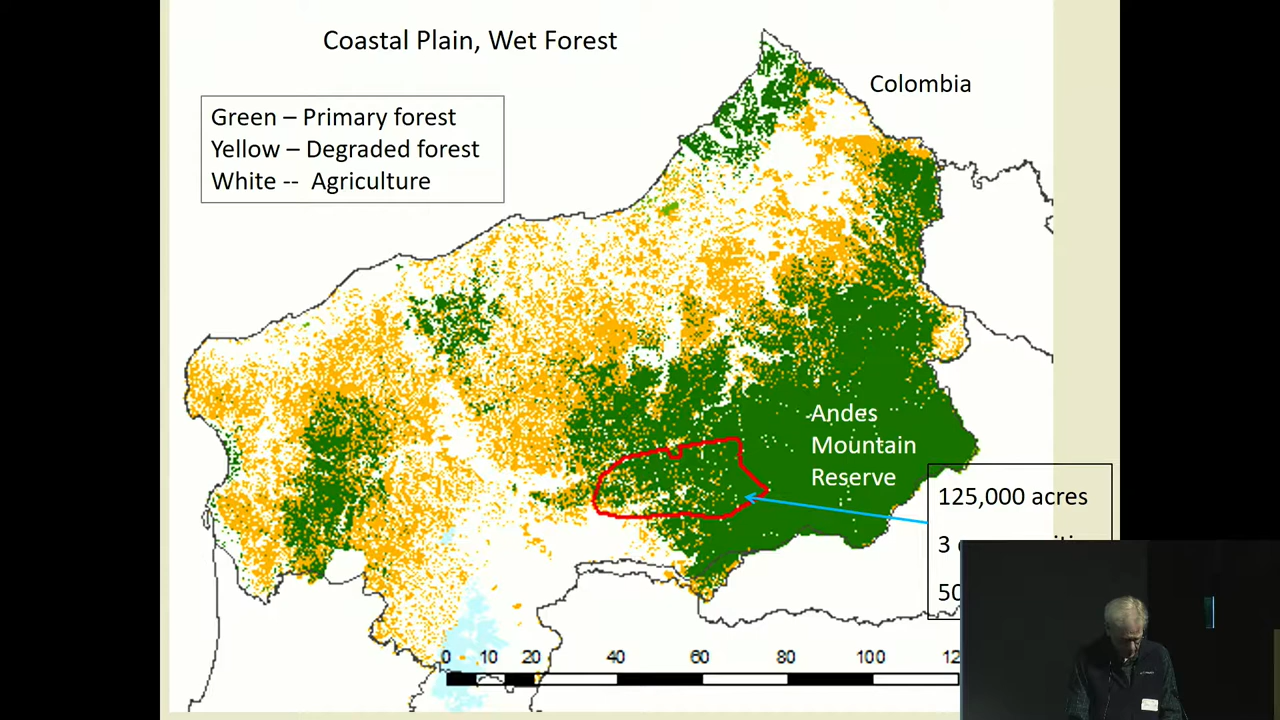 Coastal Plain, Wet Forest
Colombia
Green – Primary forest
Yellow – Degraded forest
White -- Agriculture
Andes
Mountain
Reserve
125,000 acres
3
0 10 20 40 60 80 100